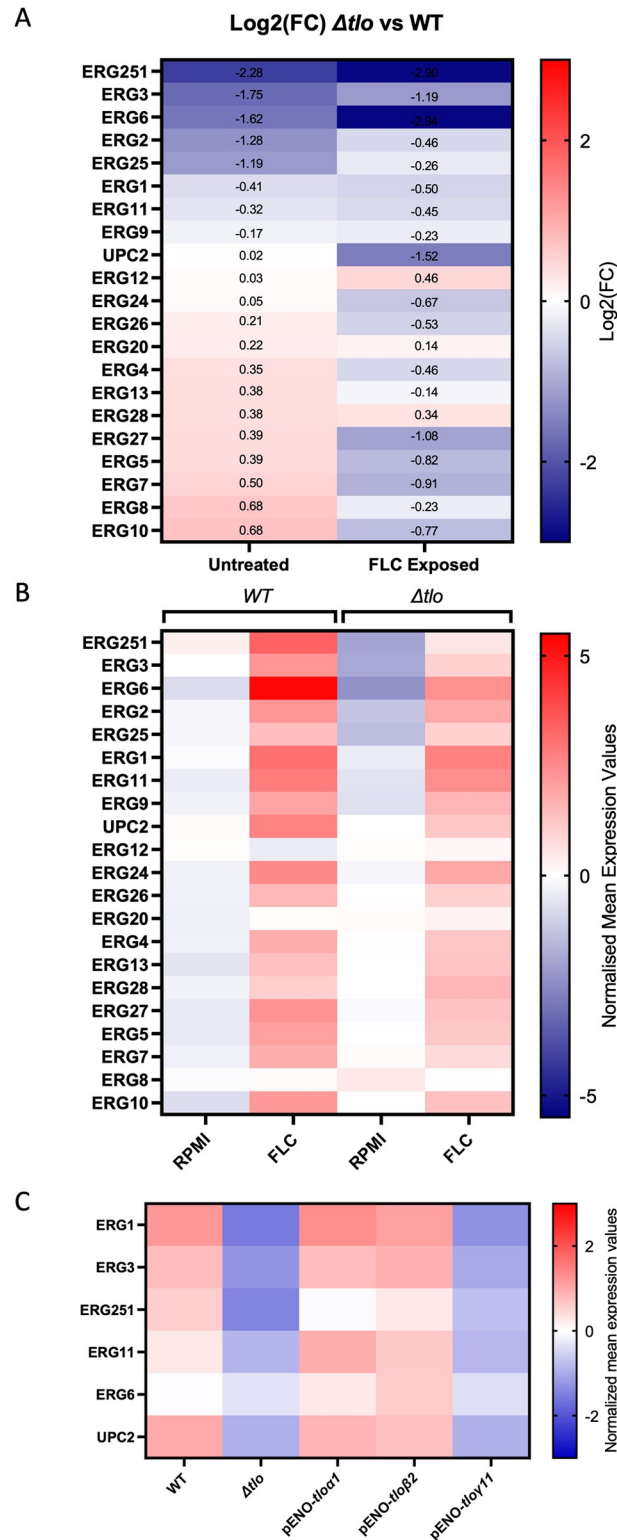 A
Log2(FC) Δtlo vs WT
ERG251 -2.28 -2.90
ERG3 -1.75 -1.19
ERG6 -1.62 -2.94
ERG2 -1.28 -0.46
ERG25 -1.19 -0.26
ERG1 -0.41 -0.50
ERG11 -0.32 -0.45
ERG9 -0.17 -0.23
UPC2 0.02 -1.52
ERG12 0.03 0.46
ERG24 0.05 -0.67
ERG26 0.21 -0.53
ERG20 0.22 0.14
ERG4 0.35 -0.46
ERG13 0.38 -0.14
ERG28 0.38 0.34
ERG27 0.39 -1.08
ERG5 0.39 -0.82
ERG7 0.50 -0.91
ERG8 0.68 -0.23
ERG10 0.68 -0.77
Untreated FLC Exposed
2
0
-2
Log2(FC)
B
WT Δtlo
ERG251
ERG3
ERG6
ERG2
ERG25
ERG1
ERG11
ERG9
UPC2
ERG12
ERG24
ERG26
ERG20
ERG4
ERG13
ERG28
ERG27
ERG5
ERG7
ERG8
ERG10
RPMI FLC RPMI FLC
5
0
-5
Normalised Mean Expression Values
C
ERG1
ERG3
ERG251
ERG11
ERG6
UPC2
WT Δtlo pENO-tloα1 pENO-tloβ2 pENO-tloγ11
2
0
-2
Normalized mean expression values